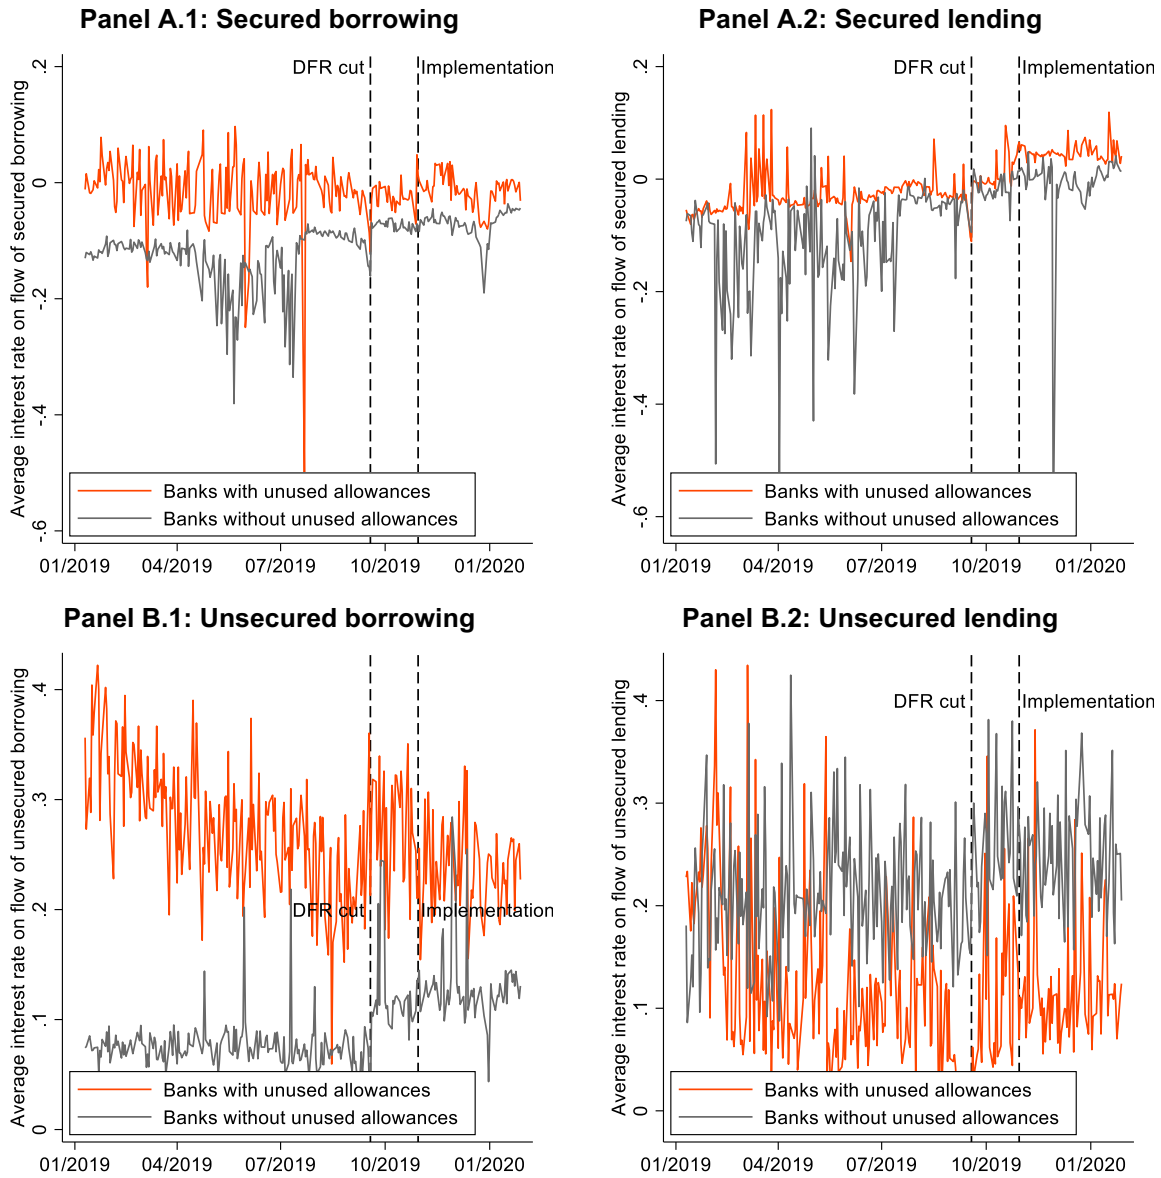 Panel A.1: Secured borrowing
Average interest rate on flow of secured borrowing
.2
0
-.2
-.4
-.6
DFR cut
Implementation
Banks with unused allowances
Banks without unused allowances
01/2019
04/2019
07/2019
10/2019
01/2020
Panel A.2: Secured lending
Average interest rate on flow of secured lending
.2
0
-.2
-.4
-.6
DFR cut
Implementation
Banks with unused allowances
Banks without unused allowances
01/2019
04/2019
07/2019
10/2019
01/2020
Panel B.1: Unsecured borrowing
Average interest rate on flow of unsecured borrowing
.4
.3
.2
.1
0
DFR cut
Implementation
Banks with unused allowances
Banks without unused allowances
01/2019
04/2019
07/2019
10/2019
01/2020
Panel B.2: Unsecured lending
Average interest rate on flow of unsecured lending
.4
.3
.2
.1
0
DFR cut
Implementation
Banks with unused allowances
Banks without unused allowances
01/2019
04/2019
07/2019
10/2019
01/2020